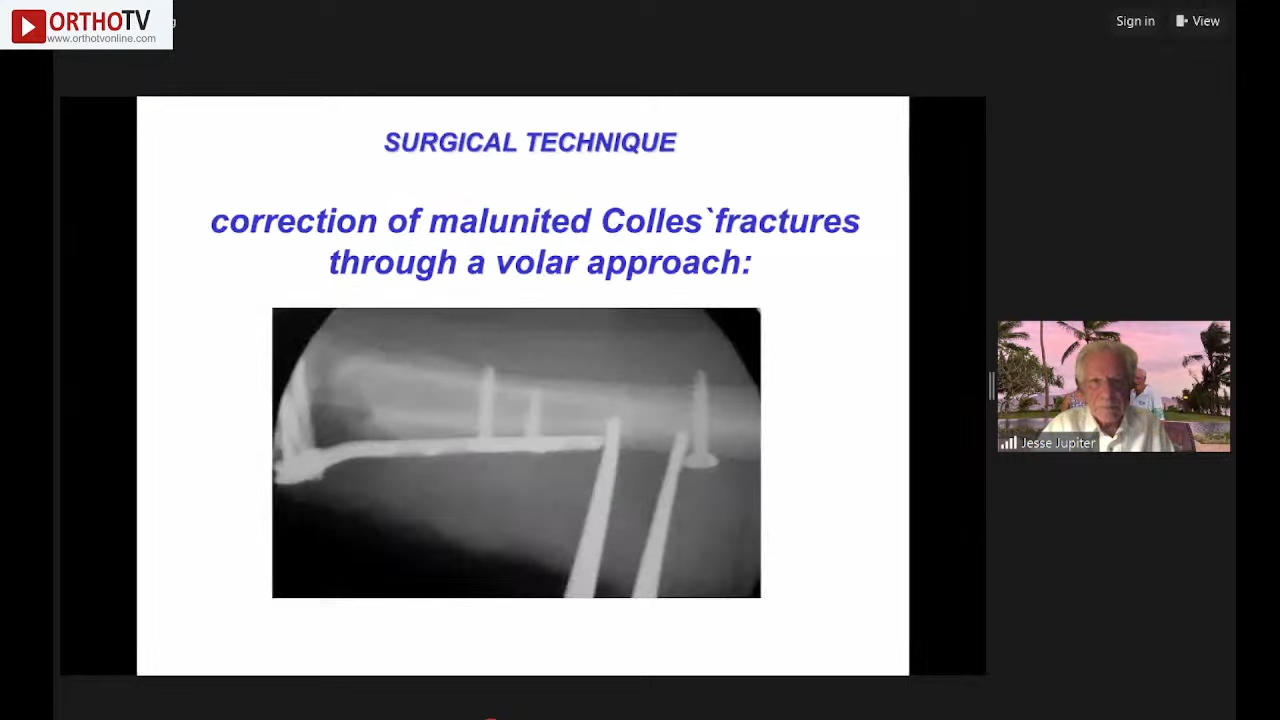 ORTHOTV
www.orthotvonline.com
Sign in
View
SURGICAL TECHNIQUE
correction of malunited Colles`fractures
through a volar approach:
Jesse Jupiter